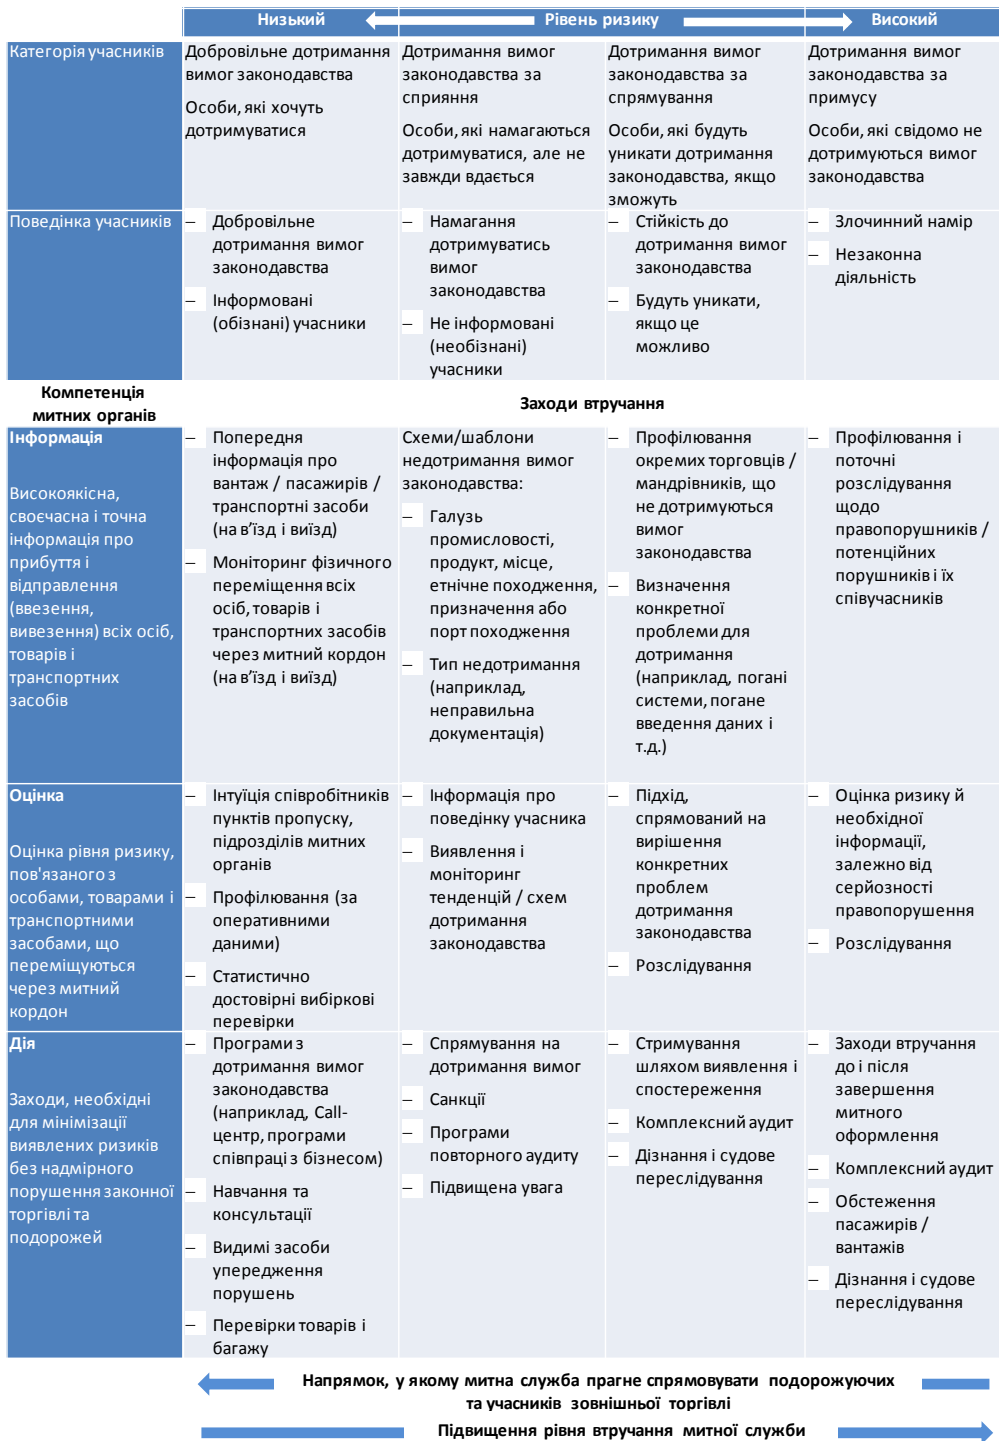 Низький Рівень ризику Високий
Категорія учасників
Добровільне дотримання
вимог законодавства
Особи, які хочуть
дотримуватися
Дотримання вимог
законодавства за
сприяння
Особи, які намагаються
дотримуватися, але не
завжди вдається
Дотримання вимог
законодавства за
спрямування
Особи, які будуть
уникати дотримання
законодавства, якщо
зможуть
Дотримання вимог
законодавства за
примусу
Особи, які свідомо не
дотримуються вимог
законодавства
Поведінка учасників
– Добровільне
дотримання вимог
законодавства
– Інформовані
(обізнані) учасники
– Намагання
дотримуватись
вимог
законодавства
– Не інформовані
(необізнані)
учасники
– Стійкість до
дотримання вимог
законодавства
– Будуть уникати,
якщо це
можливо
– Злочинний намір
– Незаконна
діяльність
Компетенція
митних органів
Заходи втручання
Інформація
Високоякісна,
своєчасна і точна
інформація про
прибуття і
відправлення
(ввезення,
вивезення) всіх осіб,
товарів і
транспортних
засобів
– Попередня
інформація про
вантаж / пасажирів /
транспортні засоби
(на в’їзд і виїзд)
– Моніторинг фізичного
переміщення всіх
осіб, товарів і
транспортних засобів
через митний кордон
(на в’їзд і виїзд)
Схеми/шаблони
недотримання вимог
законодавства:
– Галузь
промисловості,
продукт, місце,
етнічне походження,
призначення або
порт походження
– Тип недотримання
(наприклад,
неправильна
документація)
– Профілювання
окремих торговців /
мандрівників, що
не дотримуються
вимог
законодавства
– Визначення
конкретної
проблеми для
дотримання
(наприклад, погані
системи, погане
введення даних і
т.д.)
– Профілювання і
поточні
розслідування
щодо
правопорушників /
потенційних
порушників і їх
співучасників
Оцінка
Оцінка рівня ризику,
пов'язаного з
особами, товарами і
транспортними
засобами, що
переміщуються
через митний
кордон
– Інтуїція співробітників
пунктів пропуску,
підрозділів митних
органів
– Профілювання (за
оперативними
даними)
– Статистично
достовірні вибіркові
перевірки
– Інформація про
поведінку учасника
– Виявлення і
моніторинг
тенденцій / схем
дотримання
законодавства
– Підхід,
спрямований на
вирішення
конкретних
проблем
дотримання
законодавства
– Розслідування
– Оцінка ризику й
необхідної
інформації,
залежно від
серйозності
правопорушення
– Розслідування
Дія
Заходи, необхідні
для мінімізації
виявлених ризиків
без надмірного
порушення законної
торгівлі та
подорожей
– Програми з
дотримання вимог
законодавства
(наприклад, Call-
центр, програми
співпраці з бізнесом)
– Навчання та
консультації
– Видимі засоби
упередження
порушень
– Перевірки товарів і
багажу
– Спрямування на
дотримання вимог
– Санкції
– Програми
повторного аудиту
– Підвищена увага
– Стримування
шляхом виявлення і
спостереження
– Комплексний аудит
– Дізнання і судове
переслідування
– Заходи втручання
до і після
завершення
митного
оформлення
– Комплексний аудит
– Обстеження
пасажирів /
вантажів
– Дізнання і судове
переслідування
Напрямок, у якому митна служба прагне спрямовувати подорожуючих
та учасників зовнішньої торгівлі
Підвищення рівня втручання митної служби